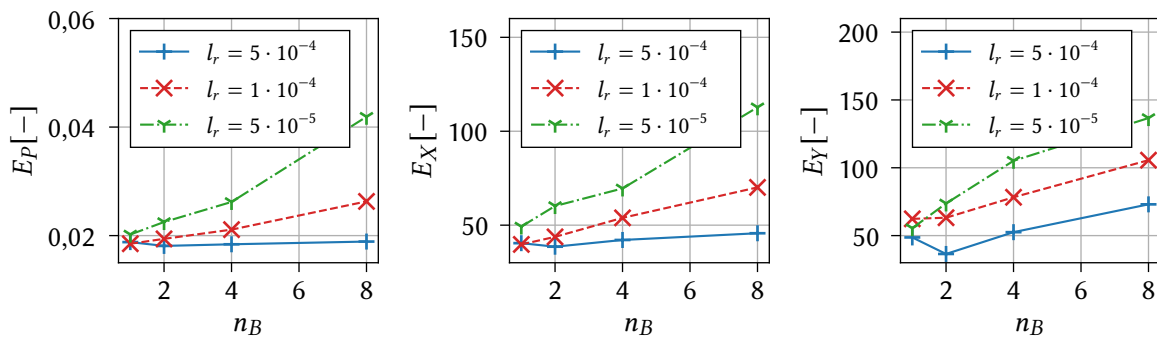 0,06
0,04
0,02
E_P[−]
l_r = 5 · 10⁻⁴
l_r = 1 · 10⁻⁴
l_r = 5 · 10⁻⁵
2 4 6 8
n_B
150
100
50
E_X[−]
l_r = 5 · 10⁻⁴
l_r = 1 · 10⁻⁴
l_r = 5 · 10⁻⁵
2 4 6 8
n_B
200
150
100
50
E_Y[−]
l_r = 5 · 10⁻⁴
l_r = 1 · 10⁻⁴
l_r = 5 · 10⁻⁵
2 4 6 8
n_B